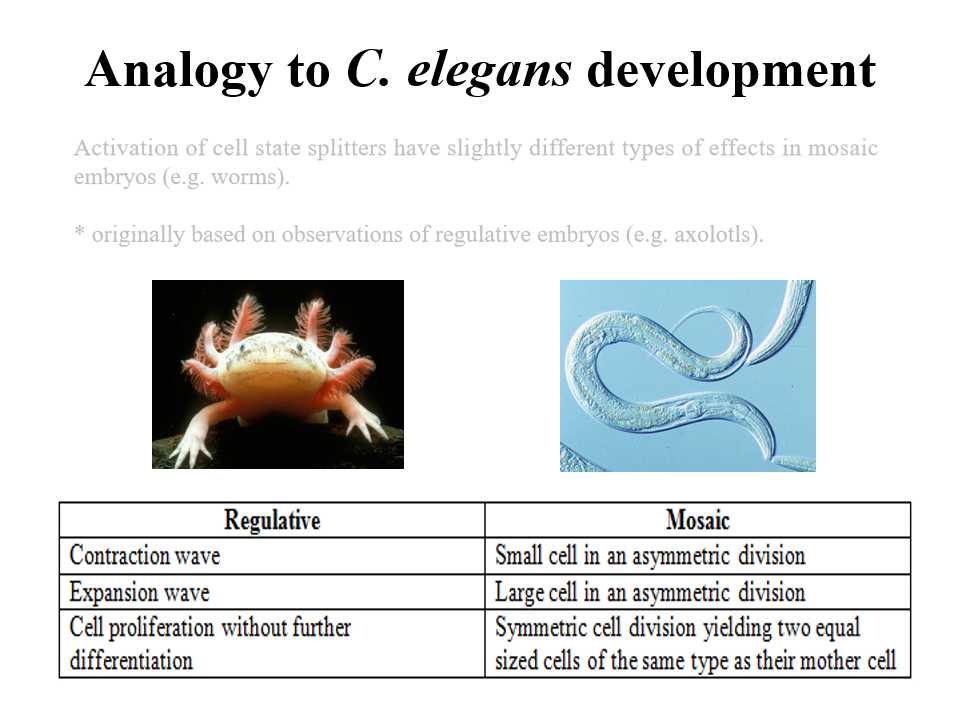 Analogy to C. elegans development
Activation of cell state splitters have slightly different types of effects in mosaic
embryos (e.g. worms).
* originally based on observations of regulative embryos (e.g. axolotls).
Regulative
Mosaic
Contraction wave
Small cell in an asymmetric division
Expansion wave
Large cell in an asymmetric division
Cell proliferation without further
differentiation
Symmetric cell division yielding two equal
sized cells of the same type as their mother cell